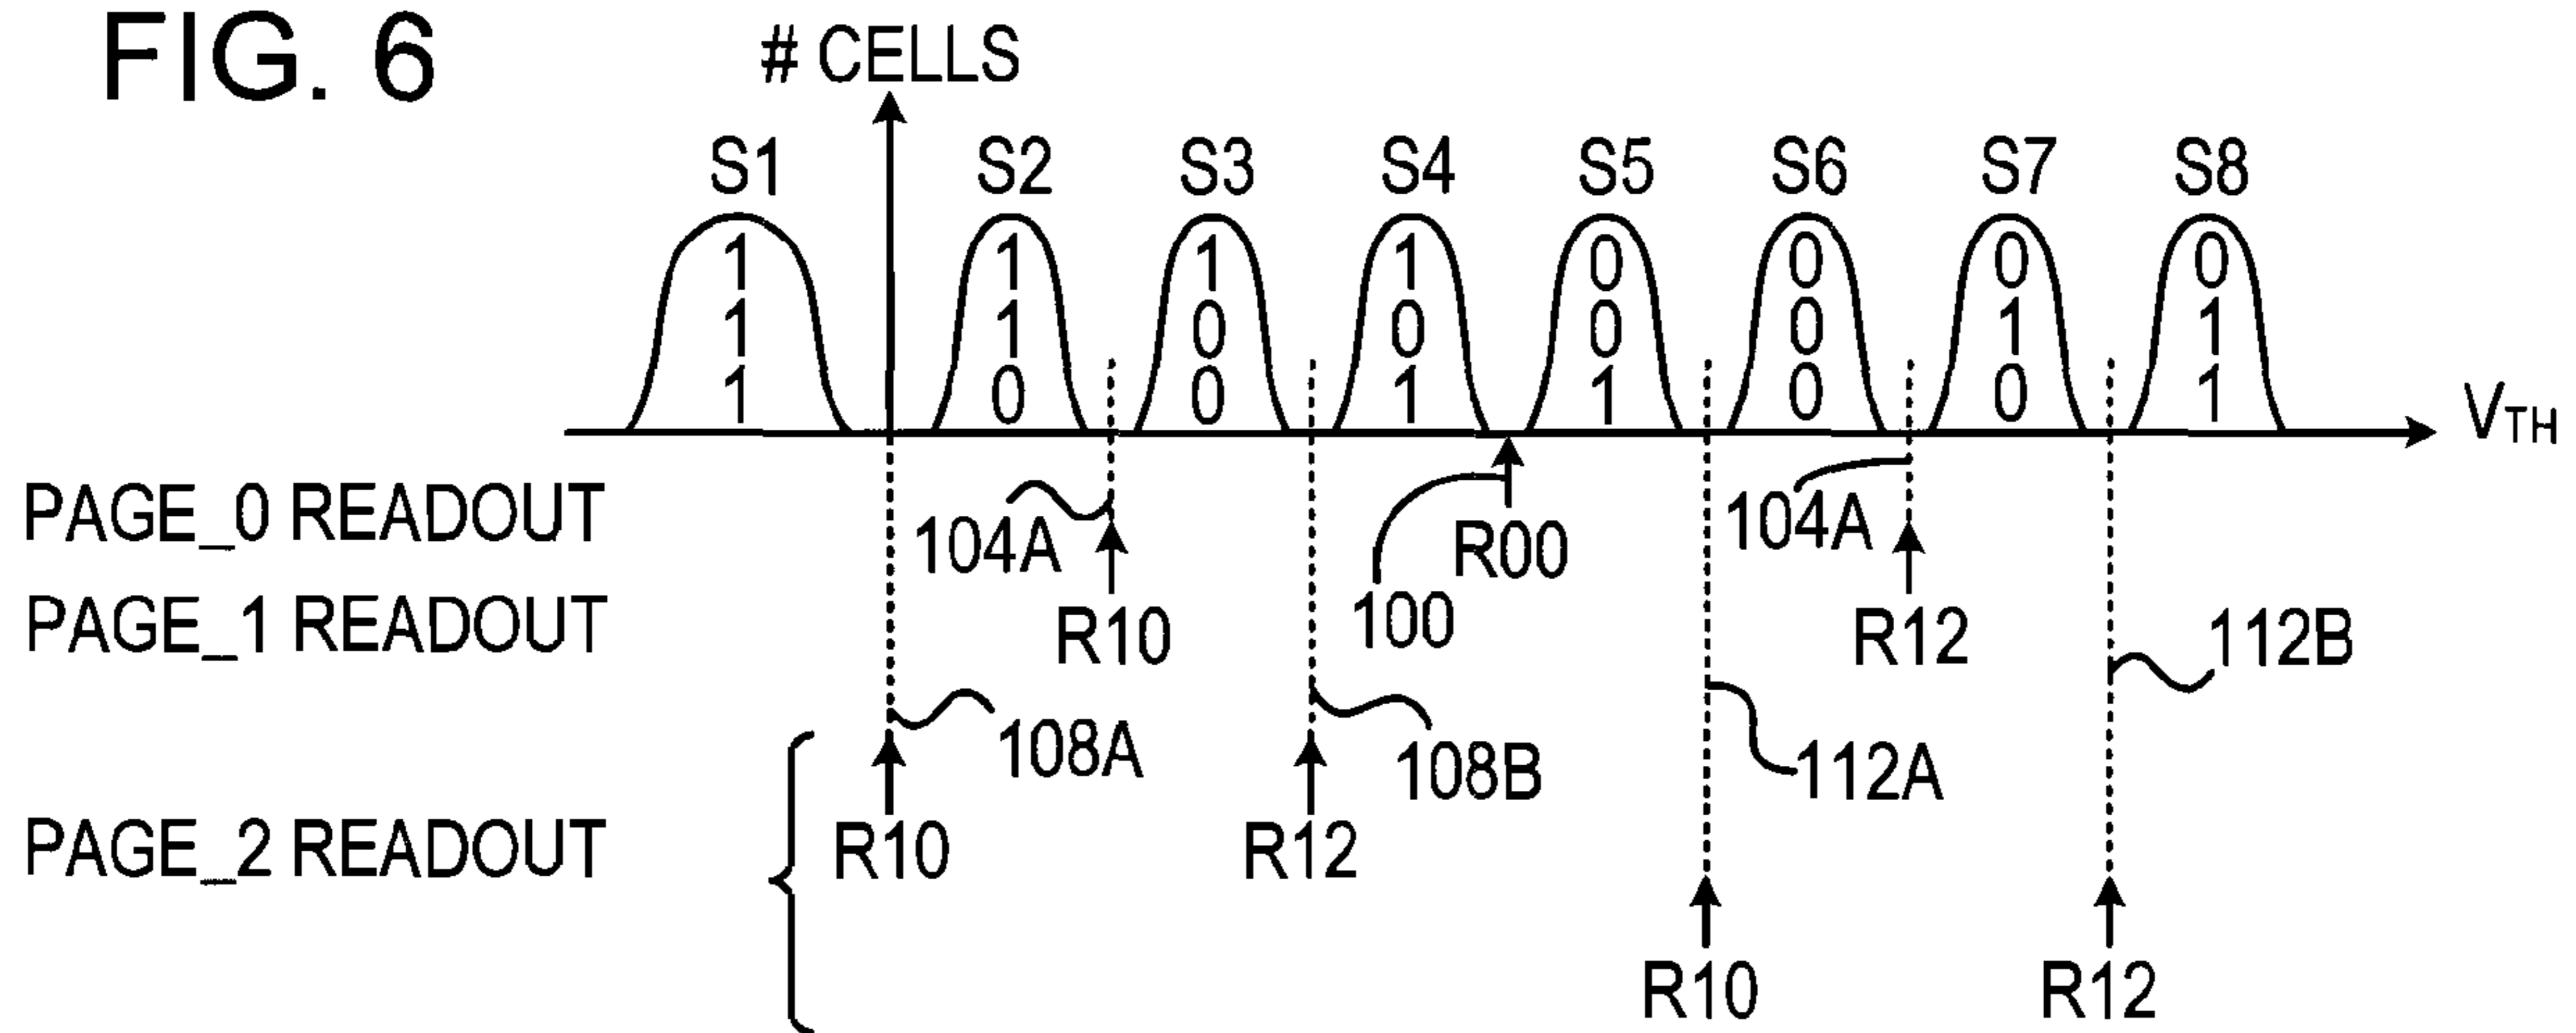 FIG. 6
# CELLS
S1 S2 S3 S4 S5 S6 S7 S8
1 1 1 1 0 0 0 0
1 1 0 0 0 0 1 1
1 0 0 1 1 0 0 1
VTH
PAGE_0 READOUT 104A 100 R00 104A
PAGE_1 READOUT R10 R12 112B
108A 108B 112A
PAGE_2 READOUT R10 R12
R10 R12